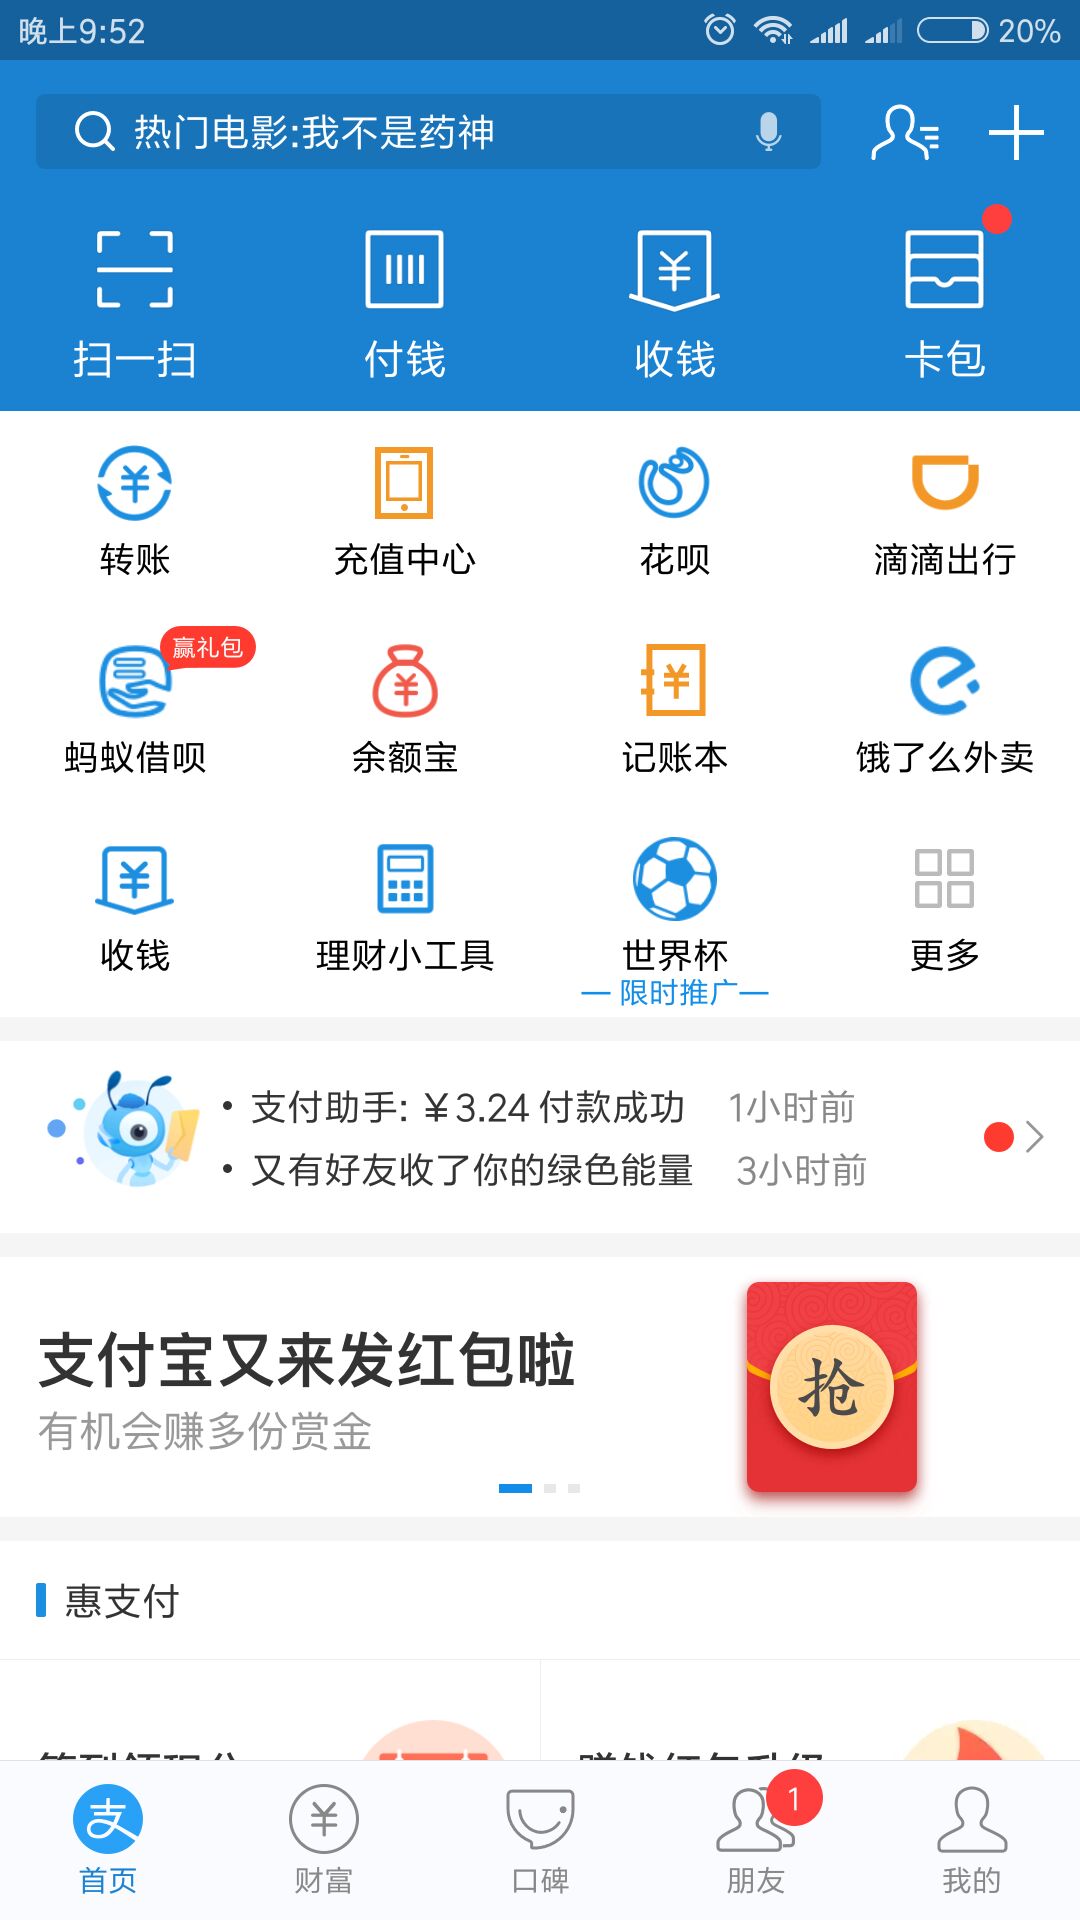 晚上9:52
20%
热门电影:我不是药神
扫一扫
付钱
收钱
卡包
转账
充值中心
花呗
滴滴出行
赢礼包
蚂蚁借呗
余额宝
记账本
饿了么外卖
收钱
理财小工具
世界杯
更多
— 限时推广—
• 支付助手: ¥3.24 付款成功 1小时前
• 又有好友收了你的绿色能量 3小时前
支付宝又来发红包啦
有机会赚多份赏金
抢
惠支付
支
1
首页
财富
口碑
朋友
我的